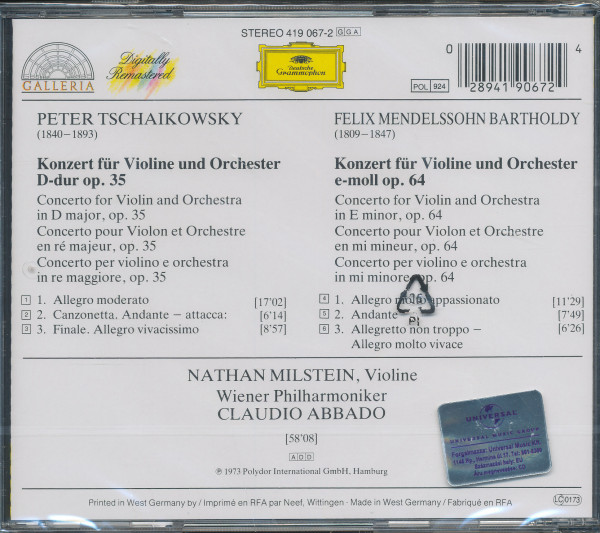 STEREO 419 067-2 GGA
GALLERIA
Digitally
Remastered
Deutsche
Grammophon
POL 924
0 28941 90672 4
PETER TSCHAIKOWSKY
(1840–1893)
Konzert für Violine und Orchester
D-dur op. 35
Concerto for Violin and Orchestra
in D major, op. 35
Concerto pour Violon et Orchestre
en ré majeur, op. 35
Concerto per violino e orchestra
in re maggiore, op. 35
1 1. Allegro moderato [17'02]
2 2. Canzonetta. Andante – attacca: [6'14]
3 3. Finale. Allegro vivacissimo [8'57]
FELIX MENDELSSOHN BARTHOLDY
(1809–1847)
Konzert für Violine und Orchester
e-moll op. 64
Concerto for Violin and Orchestra
in E minor, op. 64
Concerto pour Violon et Orchestre
en mi mineur, op. 64
Concerto per violino e orchestra
in mi minore, op. 64
4 1. Allegro molto appassionato [11'29]
5 2. Andante [7'49]
6 3. Allegretto non troppo – [6'26]
Allegro molto vivace
NATHAN MILSTEIN, Violine
Wiener Philharmoniker
CLAUDIO ABBADO
[58'08]
ADD
℗ 1973 Polydor International GmbH, Hamburg
UNIVERSAL
UNIVERSAL MUSIC GROUP
Printed in West Germany by / Imprimé en RFA par Neef, Wittingen · Made in West Germany / Fabriqué en RFA
LC 0173